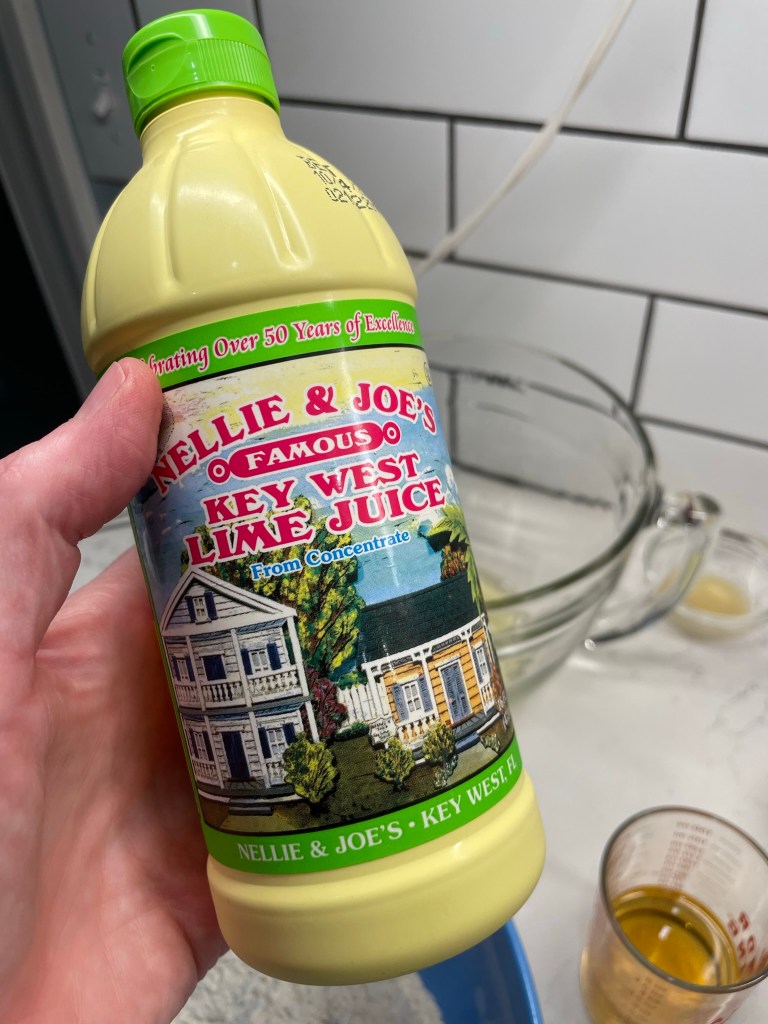 brating Over 50 Years of Excellence
NELLIE & JOE'S
FAMOUS
KEY WEST
LIME JUICE
From Concentrate
NELLIE & JOE'S • KEY WEST, FL